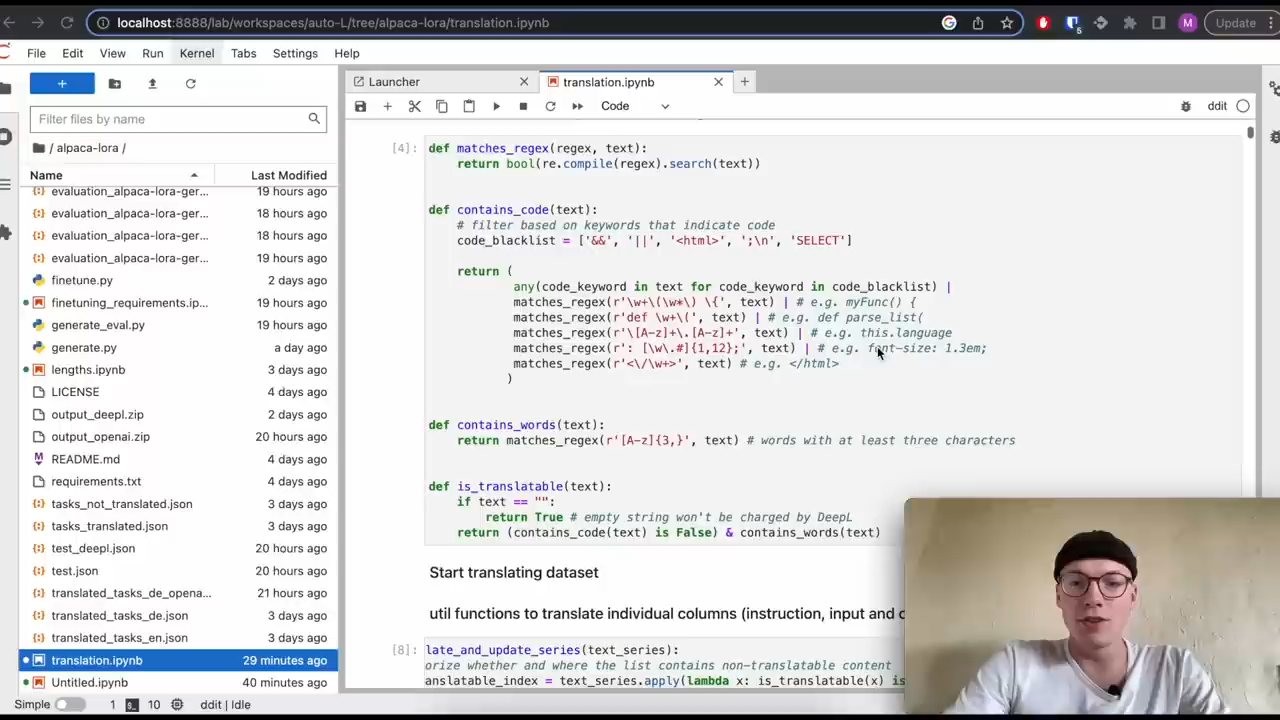 localhost:8888/lab/workspaces/auto-L/tree/alpaca-lora/translation.ipynb
5
M
Update
File Edit View Run Kernel Tabs Settings Help
Launcher
translation.ipynb
Code
ddit
Filter files by name
/ alpaca-lora /
Name Last Modified
evaluation_alpaca-lora-ger... 19 hours ago
evaluation_alpaca-lora-ger... 18 hours ago
evaluation_alpaca-lora-ger... 18 hours ago
evaluation_alpaca-lora-ger... 19 hours ago
finetune.py 2 days ago
finetuning_requirements.ip... 19 hours ago
generate_eval.py 19 hours ago
generate.py a day ago
lengths.ipynb 3 days ago
LICENSE 4 days ago
output_deepl.zip 2 days ago
output_openai.zip 20 hours ago
README.md 4 days ago
requirements.txt 4 days ago
tasks_not_translated.json 3 days ago
tasks_translated.json 3 days ago
test_deepl.json 20 hours ago
test.json 20 hours ago
translated_tasks_de_opena... 21 hours ago
translated_tasks_de.json 3 days ago
translated_tasks_en.json 3 days ago
translation.ipynb 29 minutes ago
Untitled.ipynb 40 minutes ago
[4]:
def matches_regex(regex, text):
return bool(re.compile(regex).search(text))
def contains_code(text):
# filter based on keywords that indicate code
code_blacklist = ['&&', '||', '<html>', ';\n', 'SELECT']
return (
any(code_keyword in text for code_keyword in code_blacklist) |
matches_regex(r'\w+\(\w*\) \{', text) | # e.g. myFunc() {
matches_regex(r'def \w+\(', text) | # e.g. def parse_list(
matches_regex(r'\[A-z]+\.[A-z]+', text) | # e.g. this.language
matches_regex(r': [\w\.#]{1,12};', text) | # e.g. font-size: 1.3em;
matches_regex(r'<\/\w+>', text) # e.g. </html>
)
def contains_words(text):
return matches_regex(r'[A-z]{3,}', text) # words with at least three characters
def is_translatable(text):
if text == "":
return True # empty string won't be charged by DeepL
return (contains_code(text) is False) & contains_words(text)
Start translating dataset
util functions to translate individual columns (instruction, input and
[8]:
late_and_update_series(text_series):
orize whether and where the list contains non-translatable content
anslatable_index = text_series.apply(lambda x: is_translatable(x) is
Simple 1 10 ddit | Idle